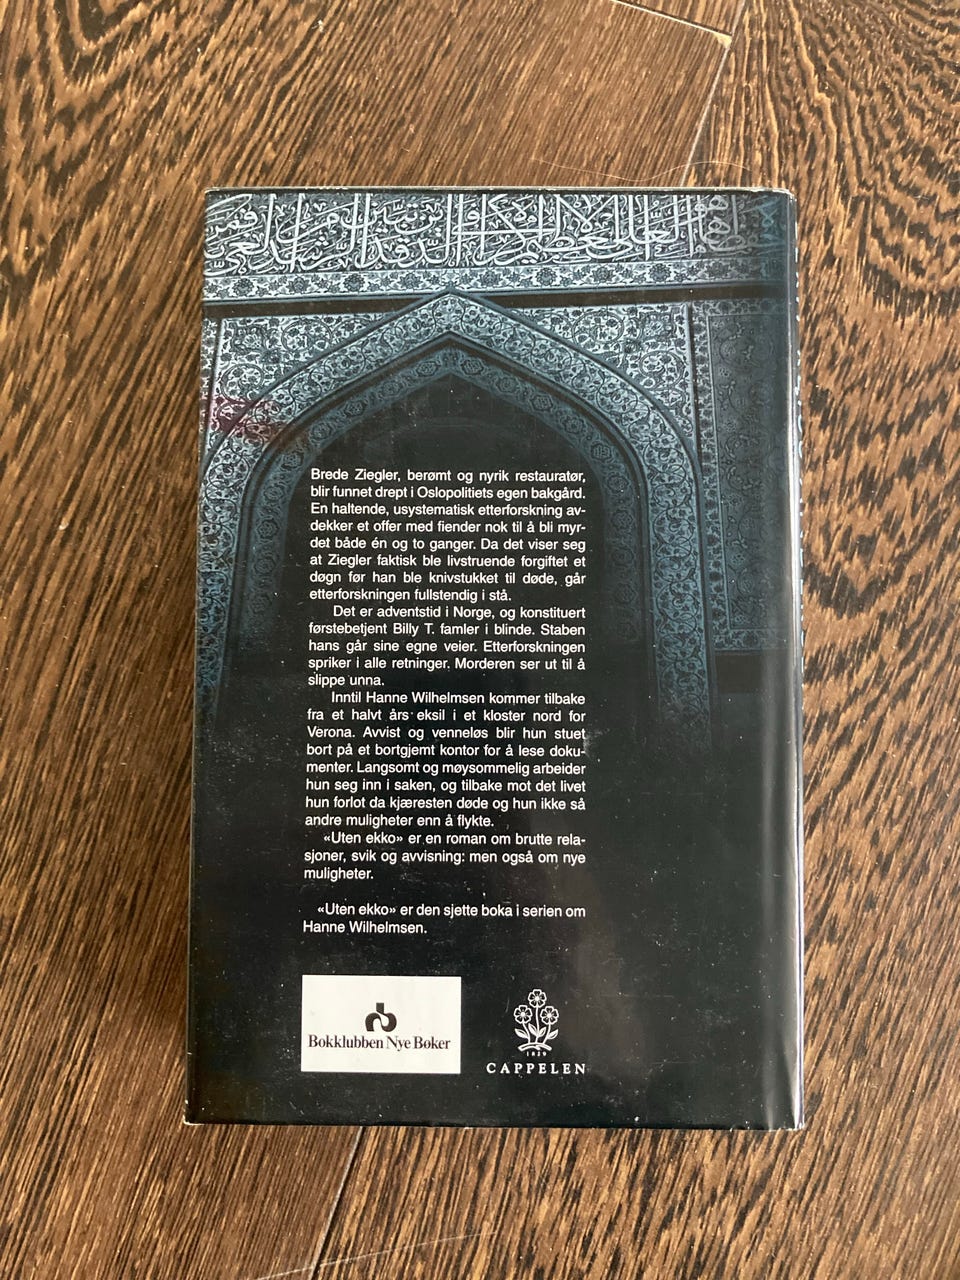 Brede Ziegler, berømt og nyrik restauratør,
blir funnet drept i Oslopolitiets egen bakgård.
En haltende, usystematisk etterforskning av-
dekker et offer med fiender nok til å bli myr-
det både én og to ganger. Da det viser seg
at Ziegler faktisk ble livstruende forgiftet et
døgn før han ble knivstukket til døde, går
etterforskningen fullstendig i stå.
Det er adventstid i Norge, og konstituert
førstebetjent Billy T. famler i blinde. Staben
hans går sine egne veier. Etterforskningen
spriker i alle retninger. Morderen ser ut til å
slippe unna.
Inntil Hanne Wilhelmsen kommer tilbake
fra et halvt års eksil i et kloster nord for
Verona. Avvist og venneløs blir hun stuet
bort på et bortgjemt kontor for å lese doku-
menter. Langsomt og møysommelig arbeider
hun seg inn i saken, og tilbake mot det livet
hun forlot da kjæresten døde og hun ikke så
andre muligheter enn å flykte.
«Uten ekko» er en roman om brutte rela-
sjoner, svik og avvisning: men også om nye
muligheter.
«Uten ekko» er den sjette boka i serien om
Hanne Wilhelmsen.
Bokklubben Nye Bøker
1829
CAPPELEN